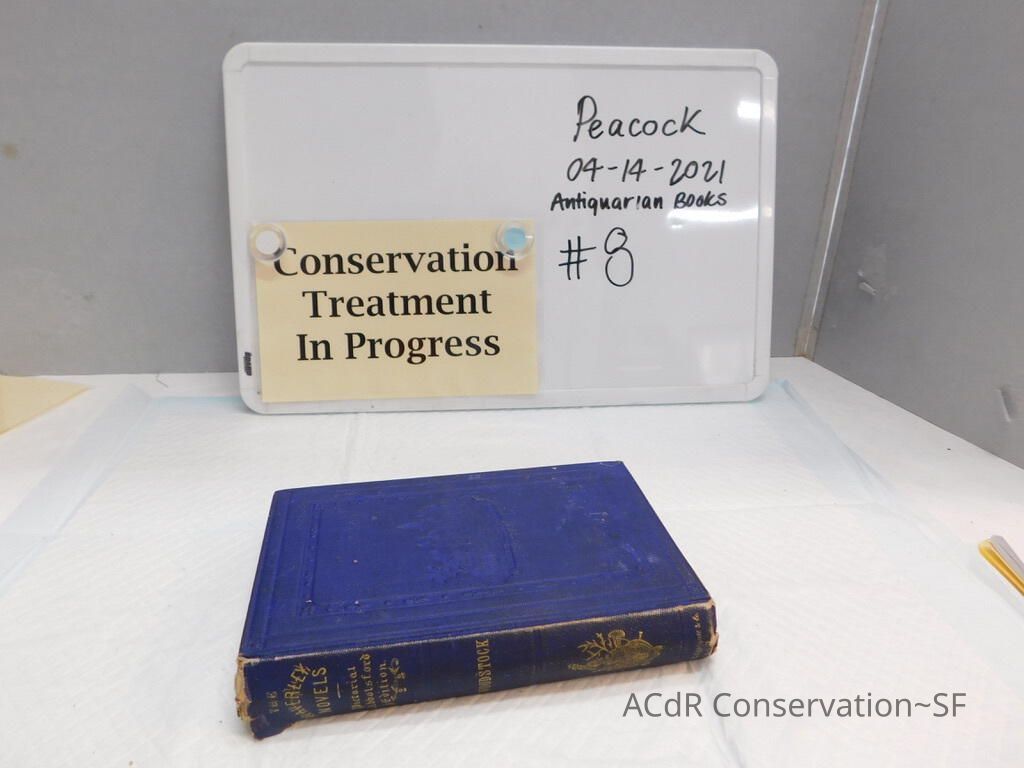 Peacock
04-14-2021
Antiquarian Books
#8
Conservation
Treatment
In Progress
THE
WAVERLEY
NOVELS
Pictorial
Abbotsford
Edition.
WOODSTOCK
ACdR Conservation~SF